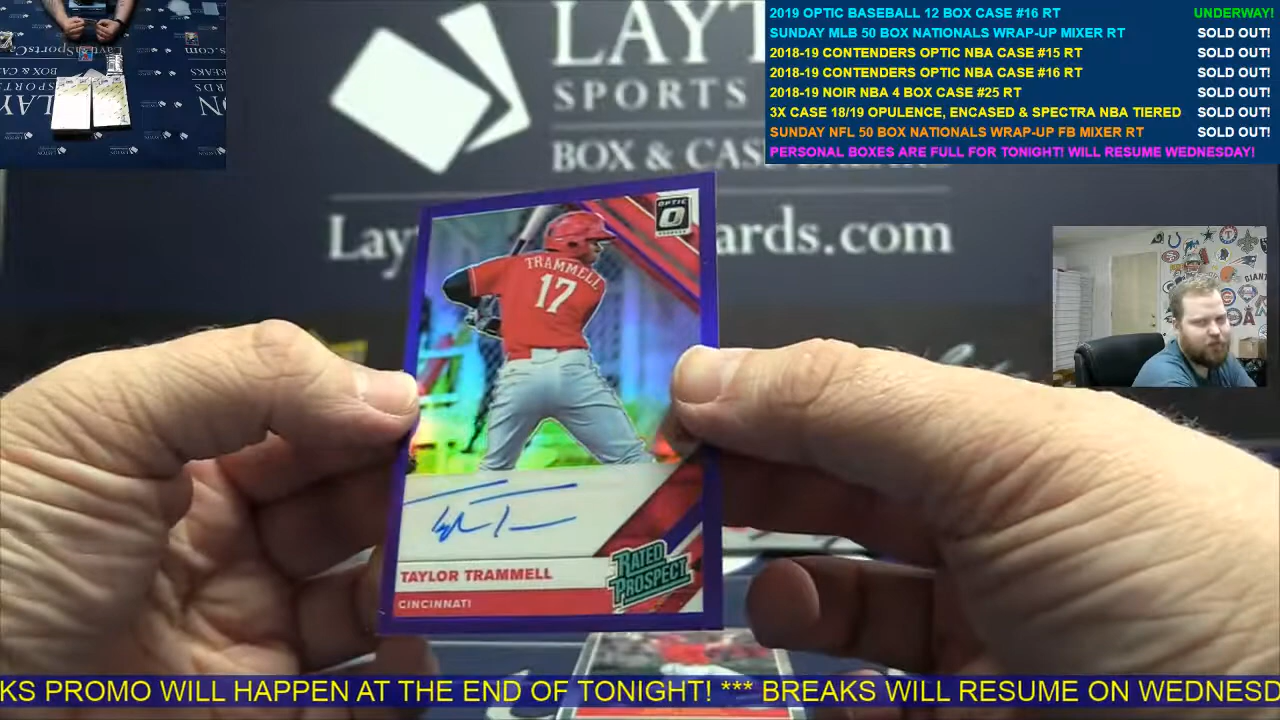 2019 OPTIC BASEBALL 12 BOX CASE #16 RT UNDERWAY!
SUNDAY MLB 50 BOX NATIONALS WRAP-UP MIXER RT SOLD OUT!
2018-19 CONTENDERS OPTIC NBA CASE #15 RT SOLD OUT!
2018-19 CONTENDERS OPTIC NBA CASE #16 RT SOLD OUT!
2018-19 NOIR NBA 4 BOX CASE #25 RT SOLD OUT!
3X CASE 18/19 OPULENCE, ENCASED & SPECTRA NBA TIERED SOLD OUT!
SUNDAY NFL 50 BOX NATIONALS WRAP-UP FB MIXER RT SOLD OUT!
PERSONAL BOXES ARE FULL FOR TONIGHT! WILL RESUME WEDNESDAY!
LAYT
SPORTS
BOX & CAS
Lay ards.com
OPTIC
TRAMMELL
17
TAYLOR TRAMMELL
CINCINNATI
RATED
PROSPECT
KS PROMO WILL HAPPEN AT THE END OF TONIGHT! *** BREAKS WILL RESUME ON WEDNESD